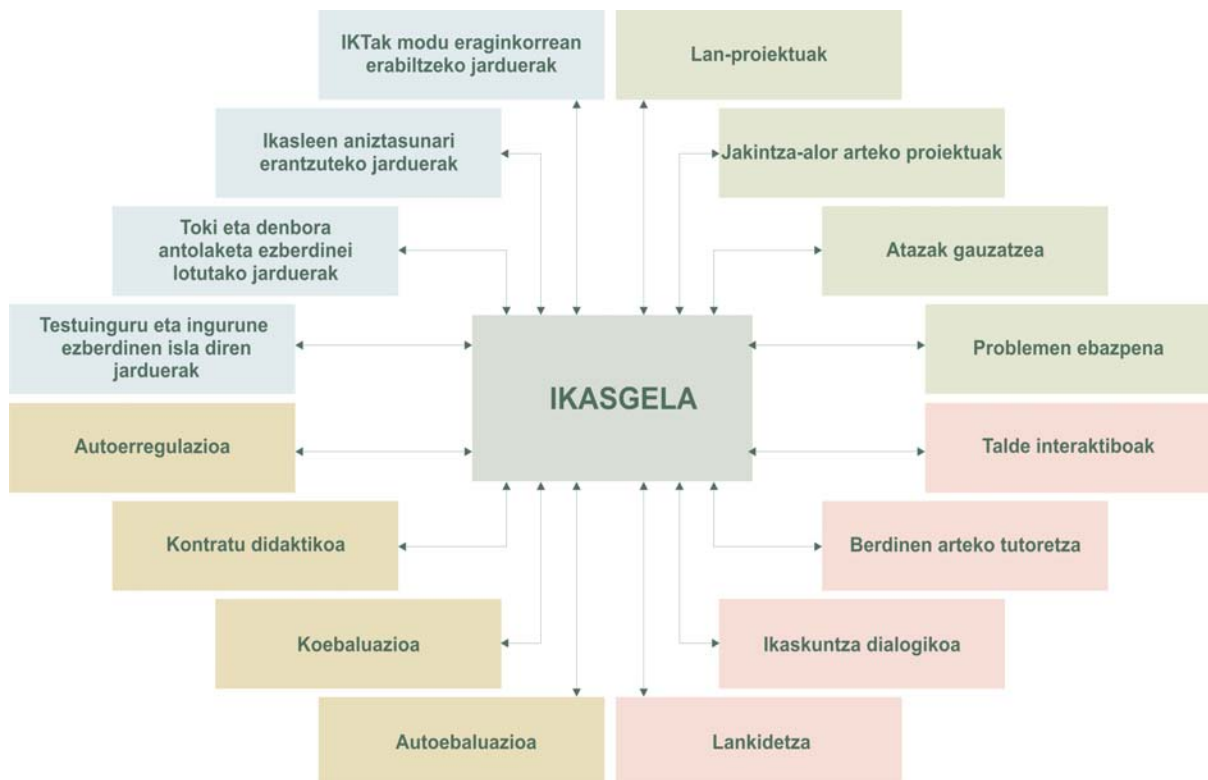 IKTak modu eraginkorrean
erabiltzeko jarduerak
Lan-proiektuak
Ikasleen aniztasunari
erantzuteko jarduerak
Jakintza-alor arteko proiektuak
Toki eta denbora
antolaketa ezberdinei
lotutako jarduerak
Atazak gauzatzea
Testuinguru eta ingurune
ezberdinen isla diren
jarduerak
Problemen ebazpena
IKASGELA
Autoerregulazioa
Talde interaktiboak
Kontratu didaktikoa
Berdinen arteko tutoretza
Koebaluazioa
Ikaskuntza dialogikoa
Autoebaluazioa
Lankidetza